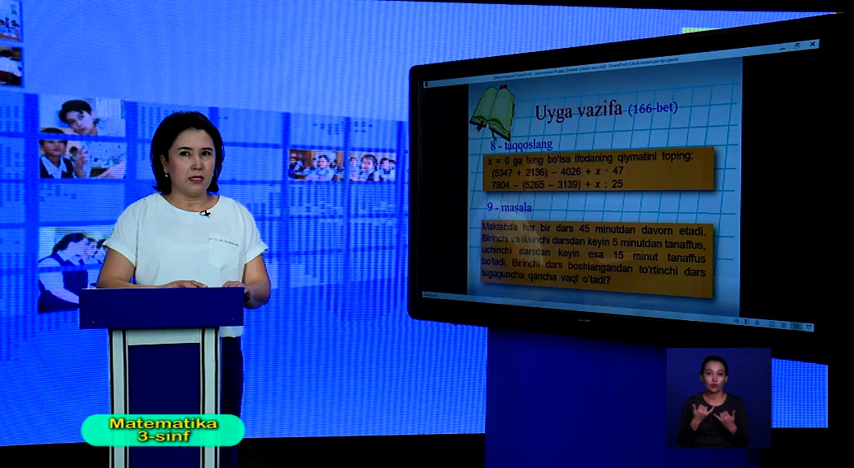 Uyga vazifa (166-bet)
8 - taqqoslang
x = 0 ga teng bo'lsa ifodaning qiymatini toping:
(5347 + 2136) – 4026 + x · 47
7804 – (5265 – 3139) + x : 25
9 - masala
Maktabda har bir dars 45 minutdan davom etadi.
Birinchi va ikkinchi darsdan keyin 5 minutdan tanaffus,
uchinchi darsdan keyin esa 15 minut tanaffus
bo'ladi. Birinchi dars boshlangandan to'rtinchi dars
tugaguncha qancha vaqt o'tadi?
Matematika
3-sinf